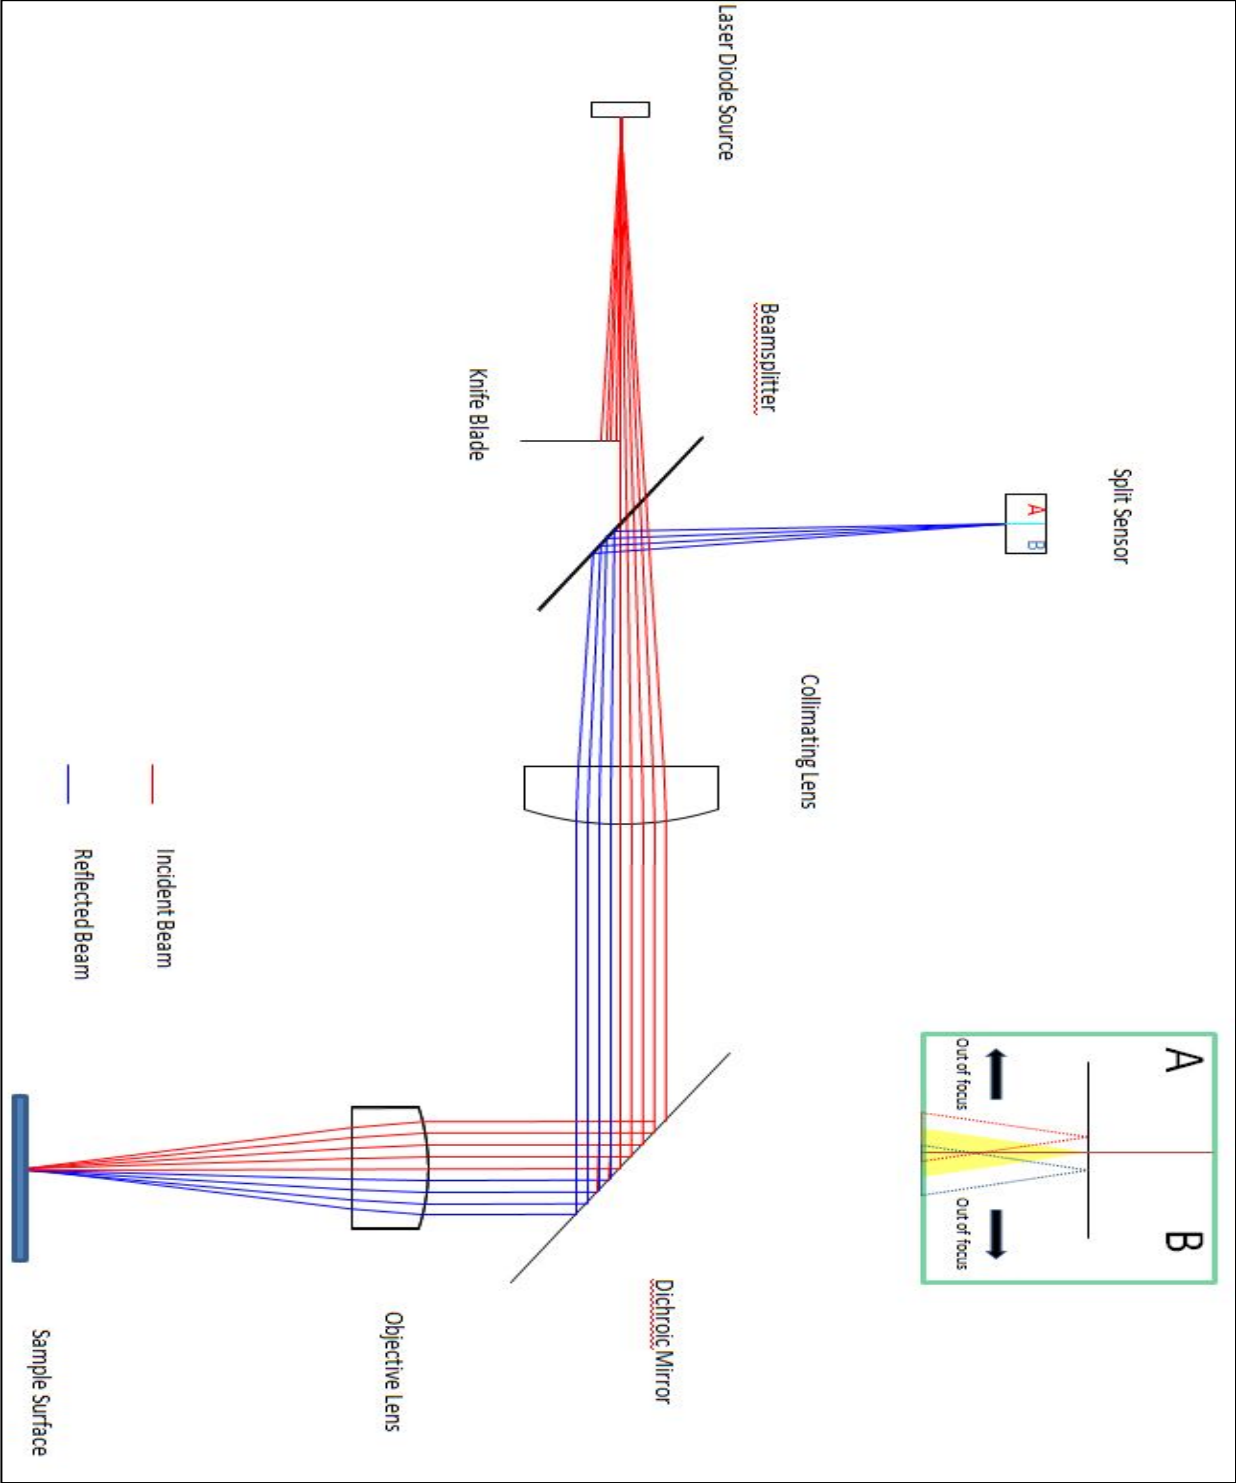 Split Sensor
A
B
A
B
Out of focus
Out of focus
Laser Diode Source
Beamsplitter
Collimating Lens
Dichroic Mirror
Knife Blade
Objective Lens
Incident Beam
Reflected Beam
Sample Surface